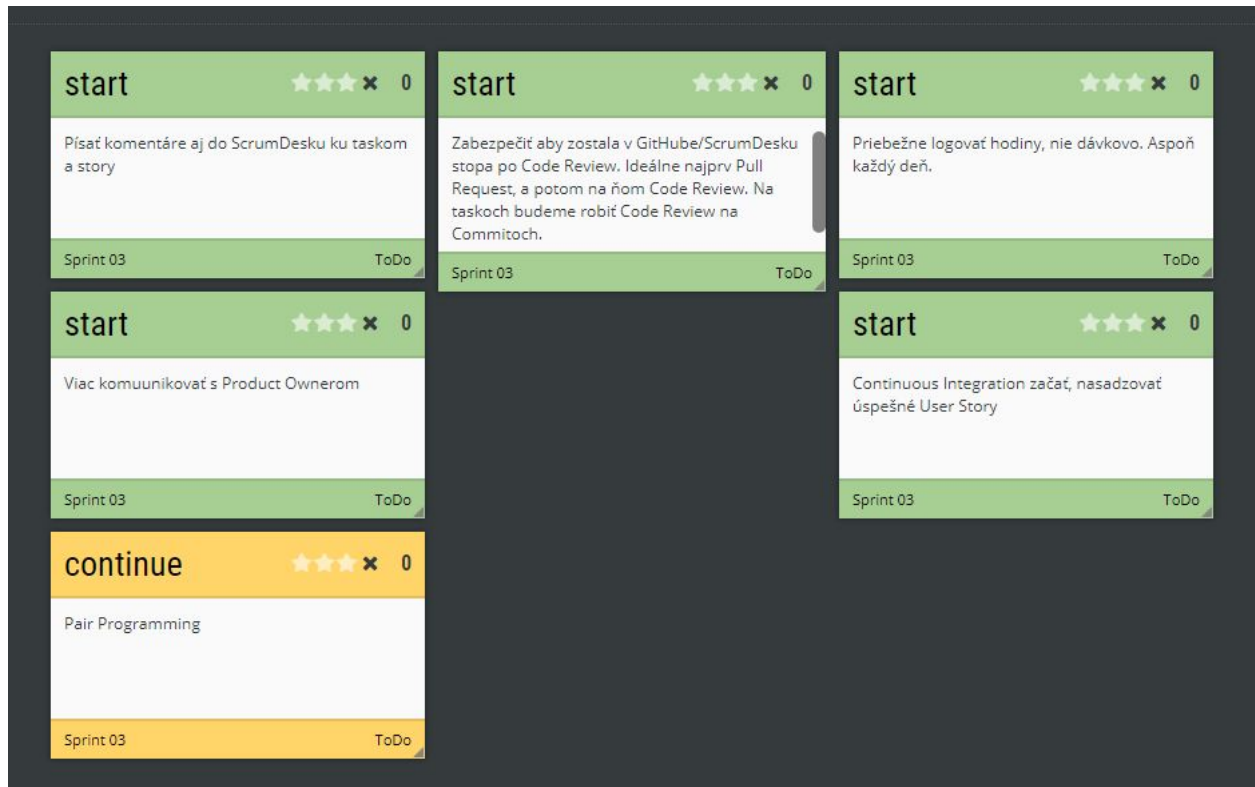 start 0
Písať komentáre aj do ScrumDesku ku taskom
a story
Sprint 03 ToDo
start 0
Zabezpečiť aby zostala v GitHube/ScrumDesku
stopa po Code Review. Ideálne najprv Pull
Request, a potom na ňom Code Review. Na
taskoch budeme robiť Code Review na
Commitoch.
Sprint 03 ToDo
start 0
Priebežne logovať hodiny, nie dávkovo. Aspoň
každý deň.
Sprint 03 ToDo
start 0
Viac komuunikovať s Product Ownerom
Sprint 03 ToDo
start 0
Continuous Integration začať, nasadzovať
úspešné User Story
Sprint 03 ToDo
continue 0
Pair Programming
Sprint 03 ToDo